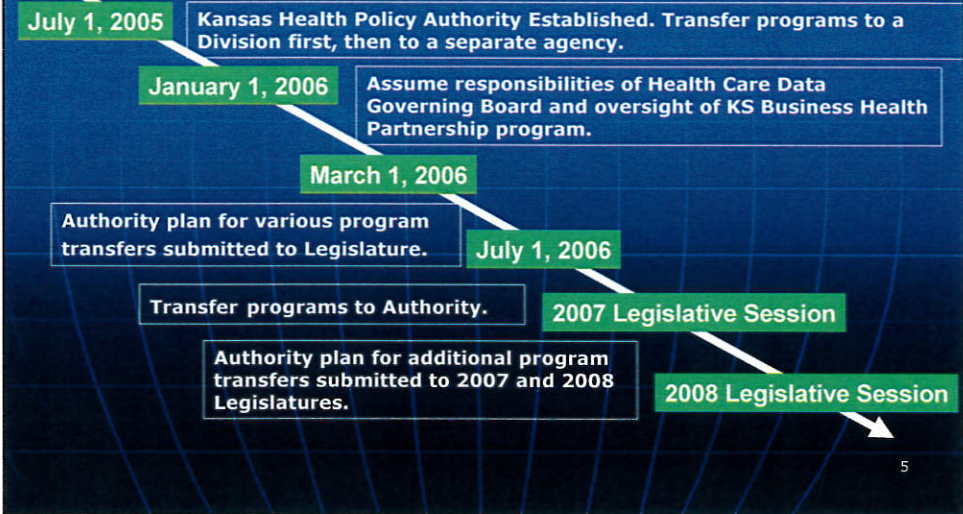 July 1, 2005
Kansas Health Policy Authority Established. Transfer programs to a
Division first, then to a separate agency.
January 1, 2006
Assume responsibilities of Health Care Data
Governing Board and oversight of KS Business Health
Partnership program.
March 1, 2006
Authority plan for various program
transfers submitted to Legislature.
July 1, 2006
Transfer programs to Authority.
2007 Legislative Session
Authority plan for additional program
transfers submitted to 2007 and 2008
Legislatures.
2008 Legislative Session
5